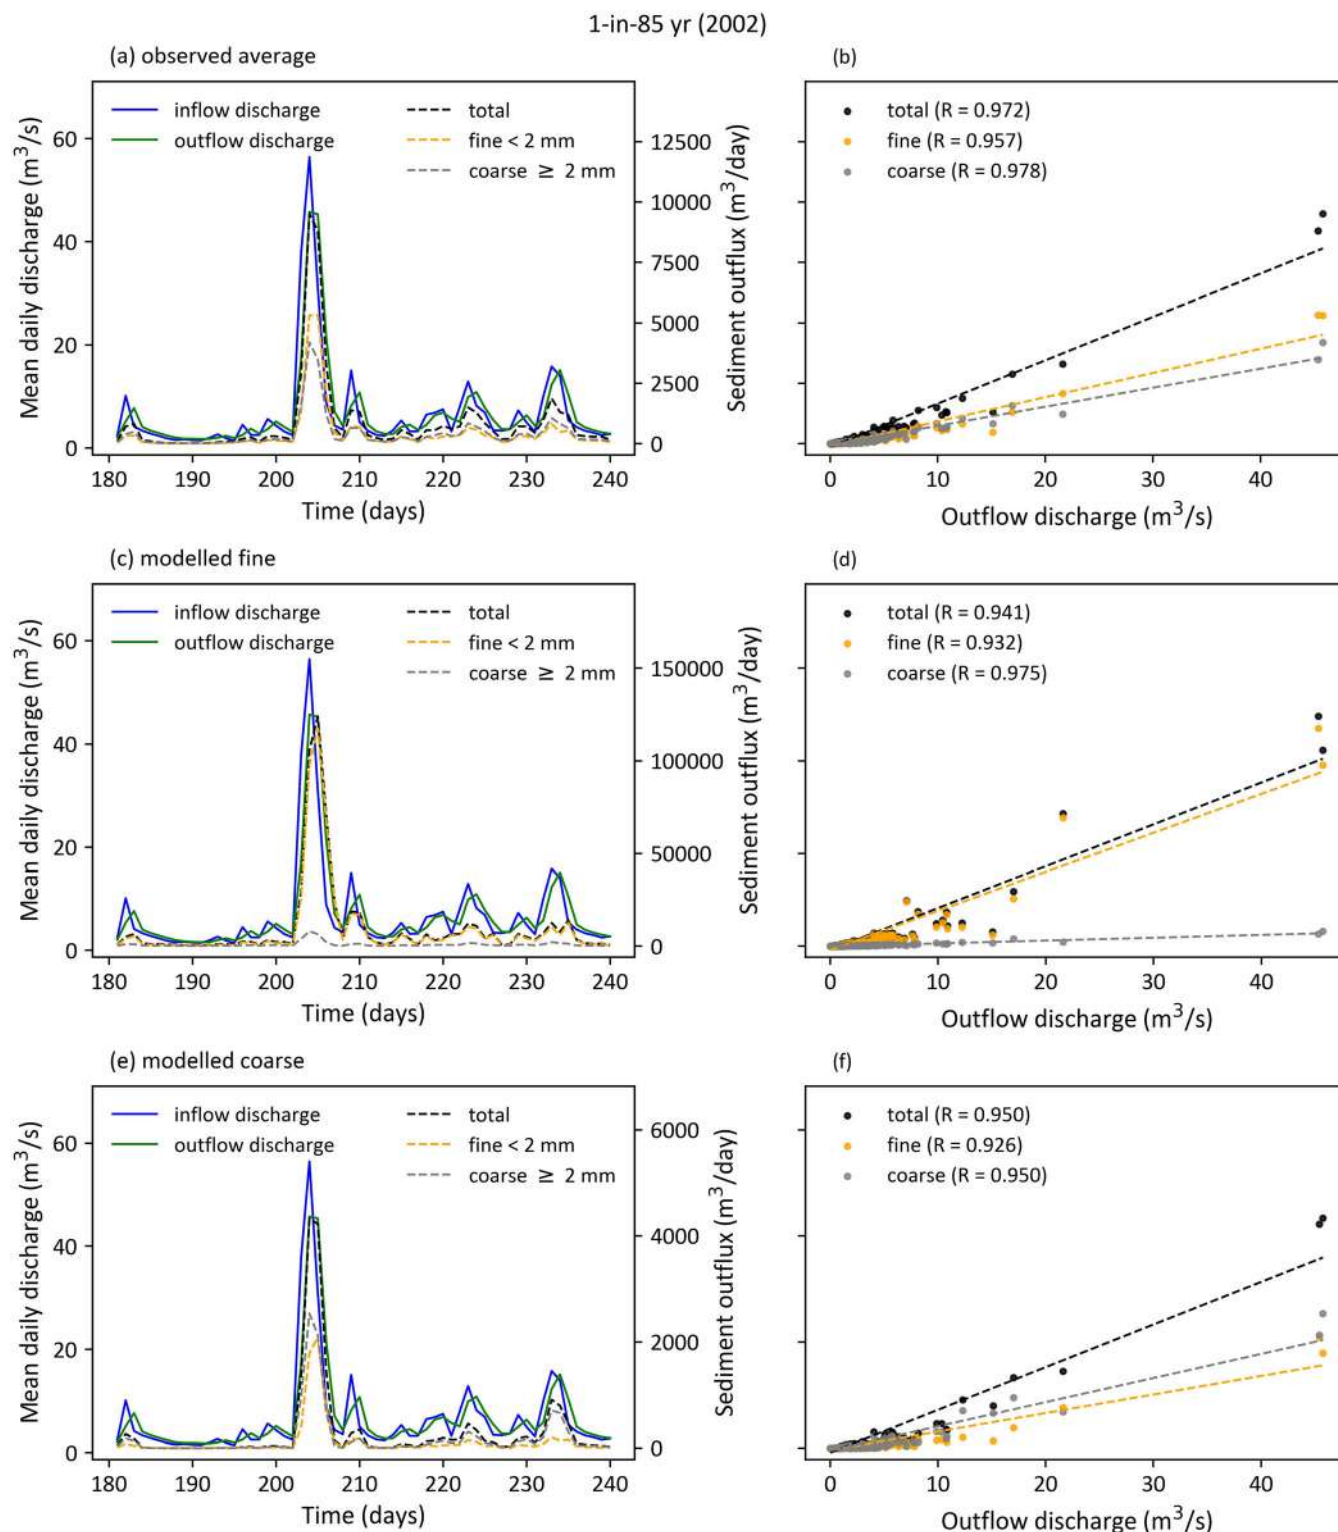 1-in-85 yr (2002)
(a) observed average
(b)
inflow discharge
outflow discharge
total
fine < 2 mm
coarse ≥ 2 mm
Mean daily discharge (m³/s)
60
40
20
0
12500
10000
7500
5000
2500
0
Sediment outflux (m³/day)
180 190 200 210 220 230 240
Time (days)
total (R = 0.972)
fine (R = 0.957)
coarse (R = 0.978)
0 10 20 30 40
Outflow discharge (m³/s)
(c) modelled fine
(d)
inflow discharge
outflow discharge
total
fine < 2 mm
coarse ≥ 2 mm
Mean daily discharge (m³/s)
60
40
20
0
150000
100000
50000
0
Sediment outflux (m³/day)
180 190 200 210 220 230 240
Time (days)
total (R = 0.941)
fine (R = 0.932)
coarse (R = 0.975)
0 10 20 30 40
Outflow discharge (m³/s)
(e) modelled coarse
(f)
inflow discharge
outflow discharge
total
fine < 2 mm
coarse ≥ 2 mm
Mean daily discharge (m³/s)
60
40
20
0
6000
4000
2000
0
Sediment outflux (m³/day)
180 190 200 210 220 230 240
Time (days)
total (R = 0.950)
fine (R = 0.926)
coarse (R = 0.950)
0 10 20 30 40
Outflow discharge (m³/s)